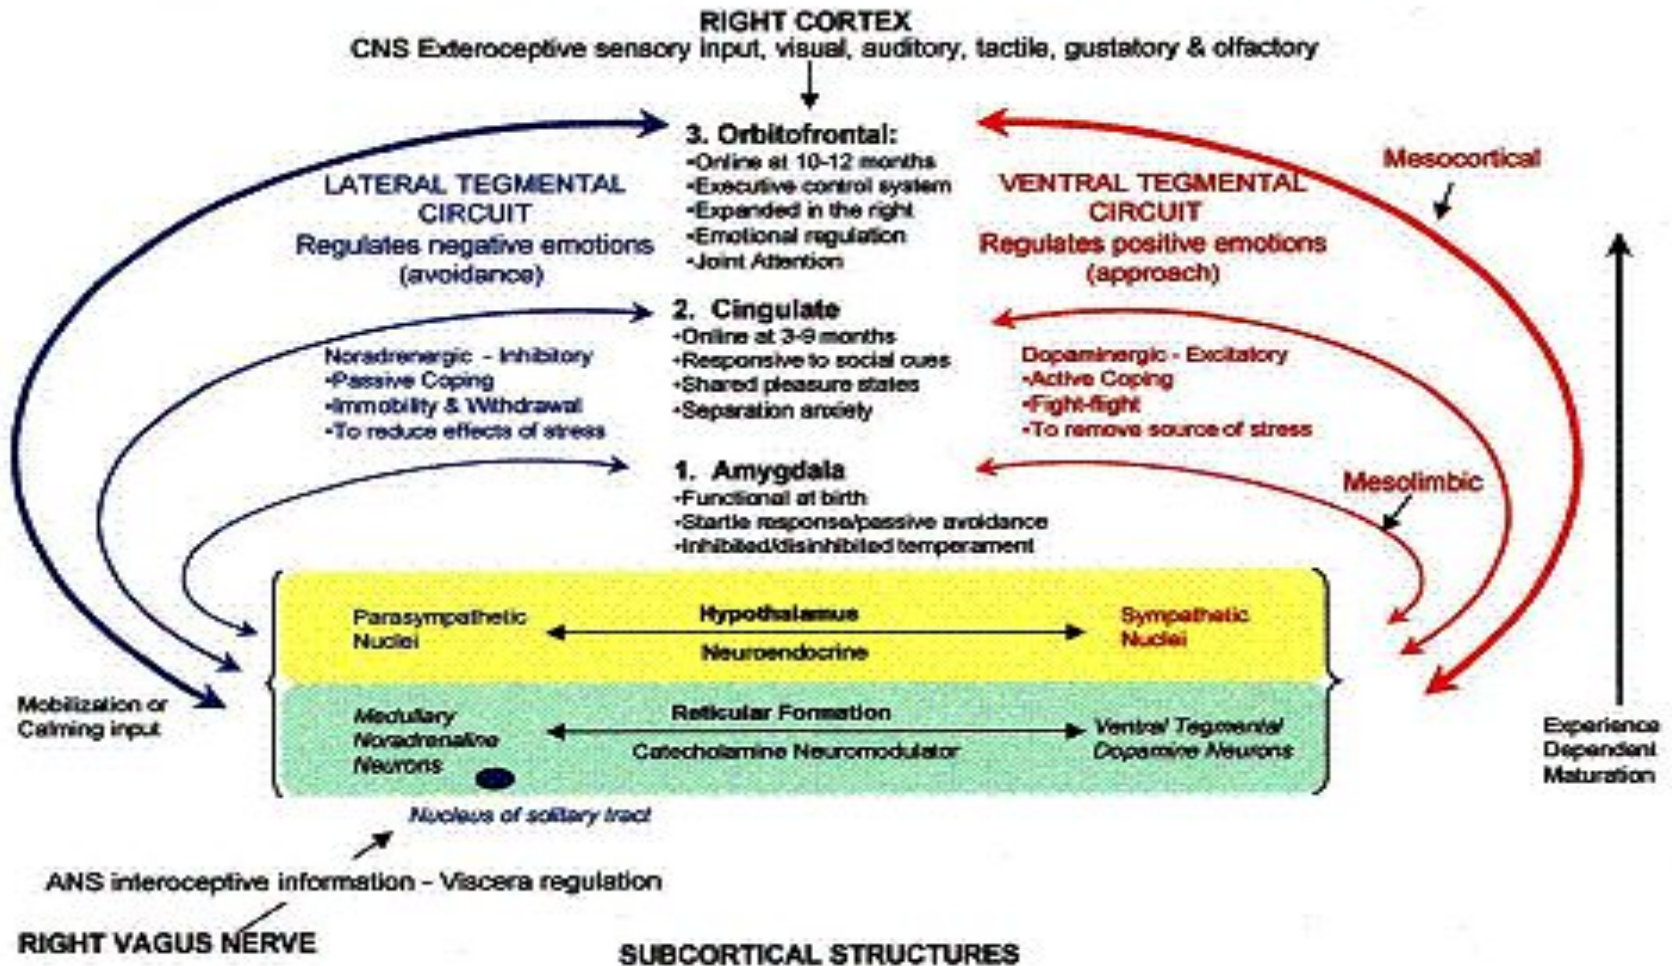 RIGHT CORTEX
CNS Exteroceptive sensory input, visual, auditory, tactile, gustatory & olfactory
3. Orbitofrontal:
•Online at 10-12 months
•Executive control system
•Expanded in the right
•Emotional regulation
•Joint Attention
LATERAL TEGMENTAL
CIRCUIT
Regulates negative emotions
(avoidance)
VENTRAL TEGMENTAL
CIRCUIT
Regulates positive emotions
(approach)
Mesocortical
2. Cingulate
•Online at 3-9 months
•Responsive to social cues
•Shared pleasure states
•Separation anxiety
Noradrenergic - Inhibitory
•Passive Coping
•Immobility & Withdrawal
•To reduce effects of stress
Dopaminergic - Excitatory
•Active Coping
•Fight-flight
•To remove source of stress
1. Amygdala
•Functional at birth
•Startle response/passive avoidance
•Inhibited/disinhibited temperament
Mesolimbic
Parasympathetic
Nuclei
Hypothalamus
Neuroendocrine
Sympathetic
Nuclei
Mobilization or
Calming input
Medullary
Noradrenaline
Neurons
Reticular Formation
Catecholamine Neuromodulator
Ventral Tegmental
Dopamine Neurons
Experience
Dependent
Maturation
Nucleus of solitary tract
ANS interoceptive information - Viscera regulation
RIGHT VAGUS NERVE
SUBCORTICAL STRUCTURES